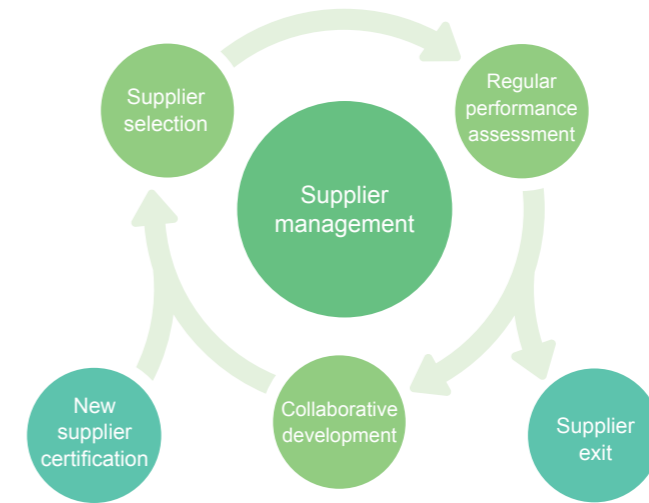 Supplier
selection
Regular
performance
assessment
Supplier
management
New
supplier
certification
Collaborative
development
Supplier
exit